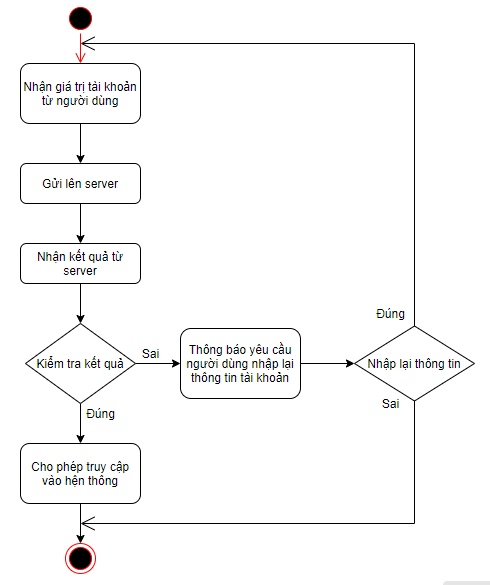 Nhận giá trị tài khoản
từ người dùng
Gửi lên server
Nhận kết quả từ
server
Kiểm tra kết quả
Sai
Thông báo yêu cầu
người dùng nhập lại
thông tin tài khoản
Đúng
Nhập lại thông tin
Sai
Đúng
Cho phép truy cập
vào hện thông